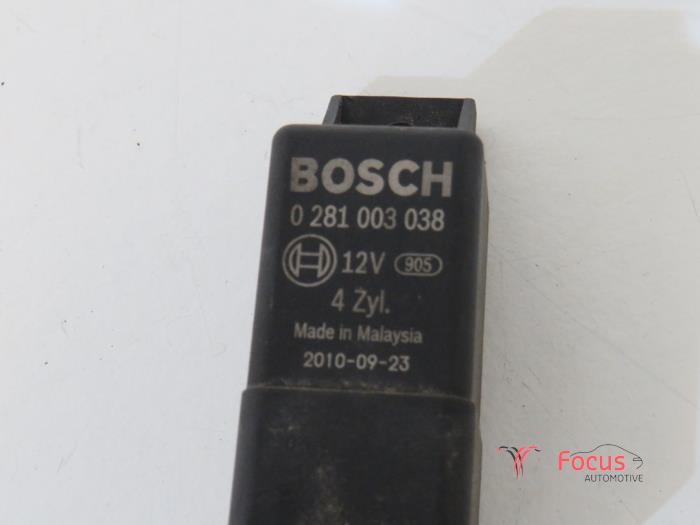 BOSCH
0 281 003 038
12V 905
4 Zyl.
Made in Malaysia
2010-09-23
Focus
AUTOMOTIVE